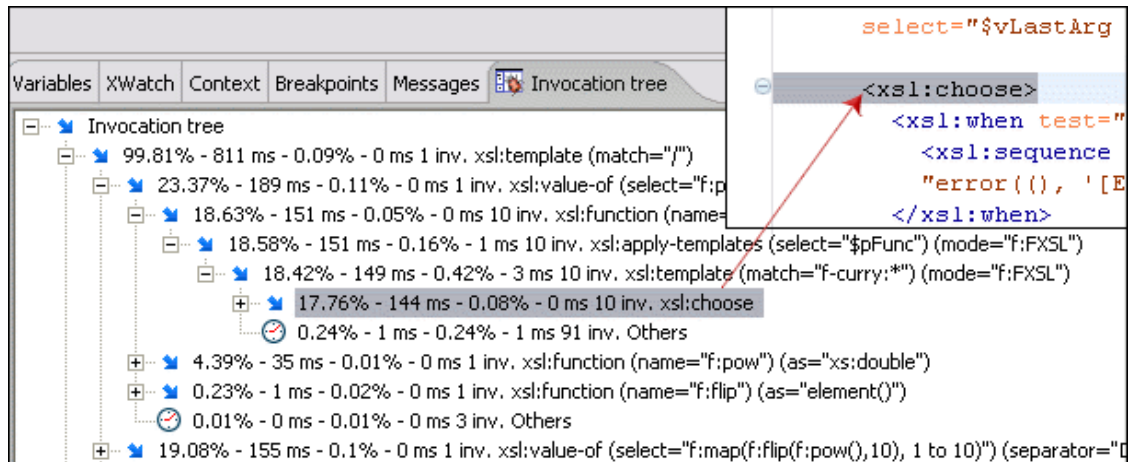 select="$vLastArg
<xsl:choose>
<xsl:when test="
<xsl:sequence
"error((), '[E
</xsl:when>
Variables XWatch Context Breakpoints Messages Invocation tree
Invocation tree
99.81% - 811 ms - 0.09% - 0 ms 1 inv. xsl:template (match="/")
23.37% - 189 ms - 0.11% - 0 ms 1 inv. xsl:value-of (select="f:p
18.63% - 151 ms - 0.05% - 0 ms 10 inv. xsl:function (name=
18.58% - 151 ms - 0.16% - 1 ms 10 inv. xsl:apply-templates (select="$pFunc") (mode="f:FXSL")
18.42% - 149 ms - 0.42% - 3 ms 10 inv. xsl:template (match="f-curry:*") (mode="f:FXSL")
17.76% - 144 ms - 0.08% - 0 ms 10 inv. xsl:choose
0.24% - 1 ms - 0.24% - 1 ms 91 inv. Others
4.39% - 35 ms - 0.01% - 0 ms 1 inv. xsl:function (name="f:pow") (as="xs:double")
0.23% - 1 ms - 0.02% - 0 ms 1 inv. xsl:function (name="f:flip") (as="element()")
0.01% - 0 ms - 0.01% - 0 ms 3 inv. Others
19.08% - 155 ms - 0.1% - 0 ms 1 inv. xsl:value-of (select="f:map(f:flip(f:pow(),10), 1 to 10)") (separator="